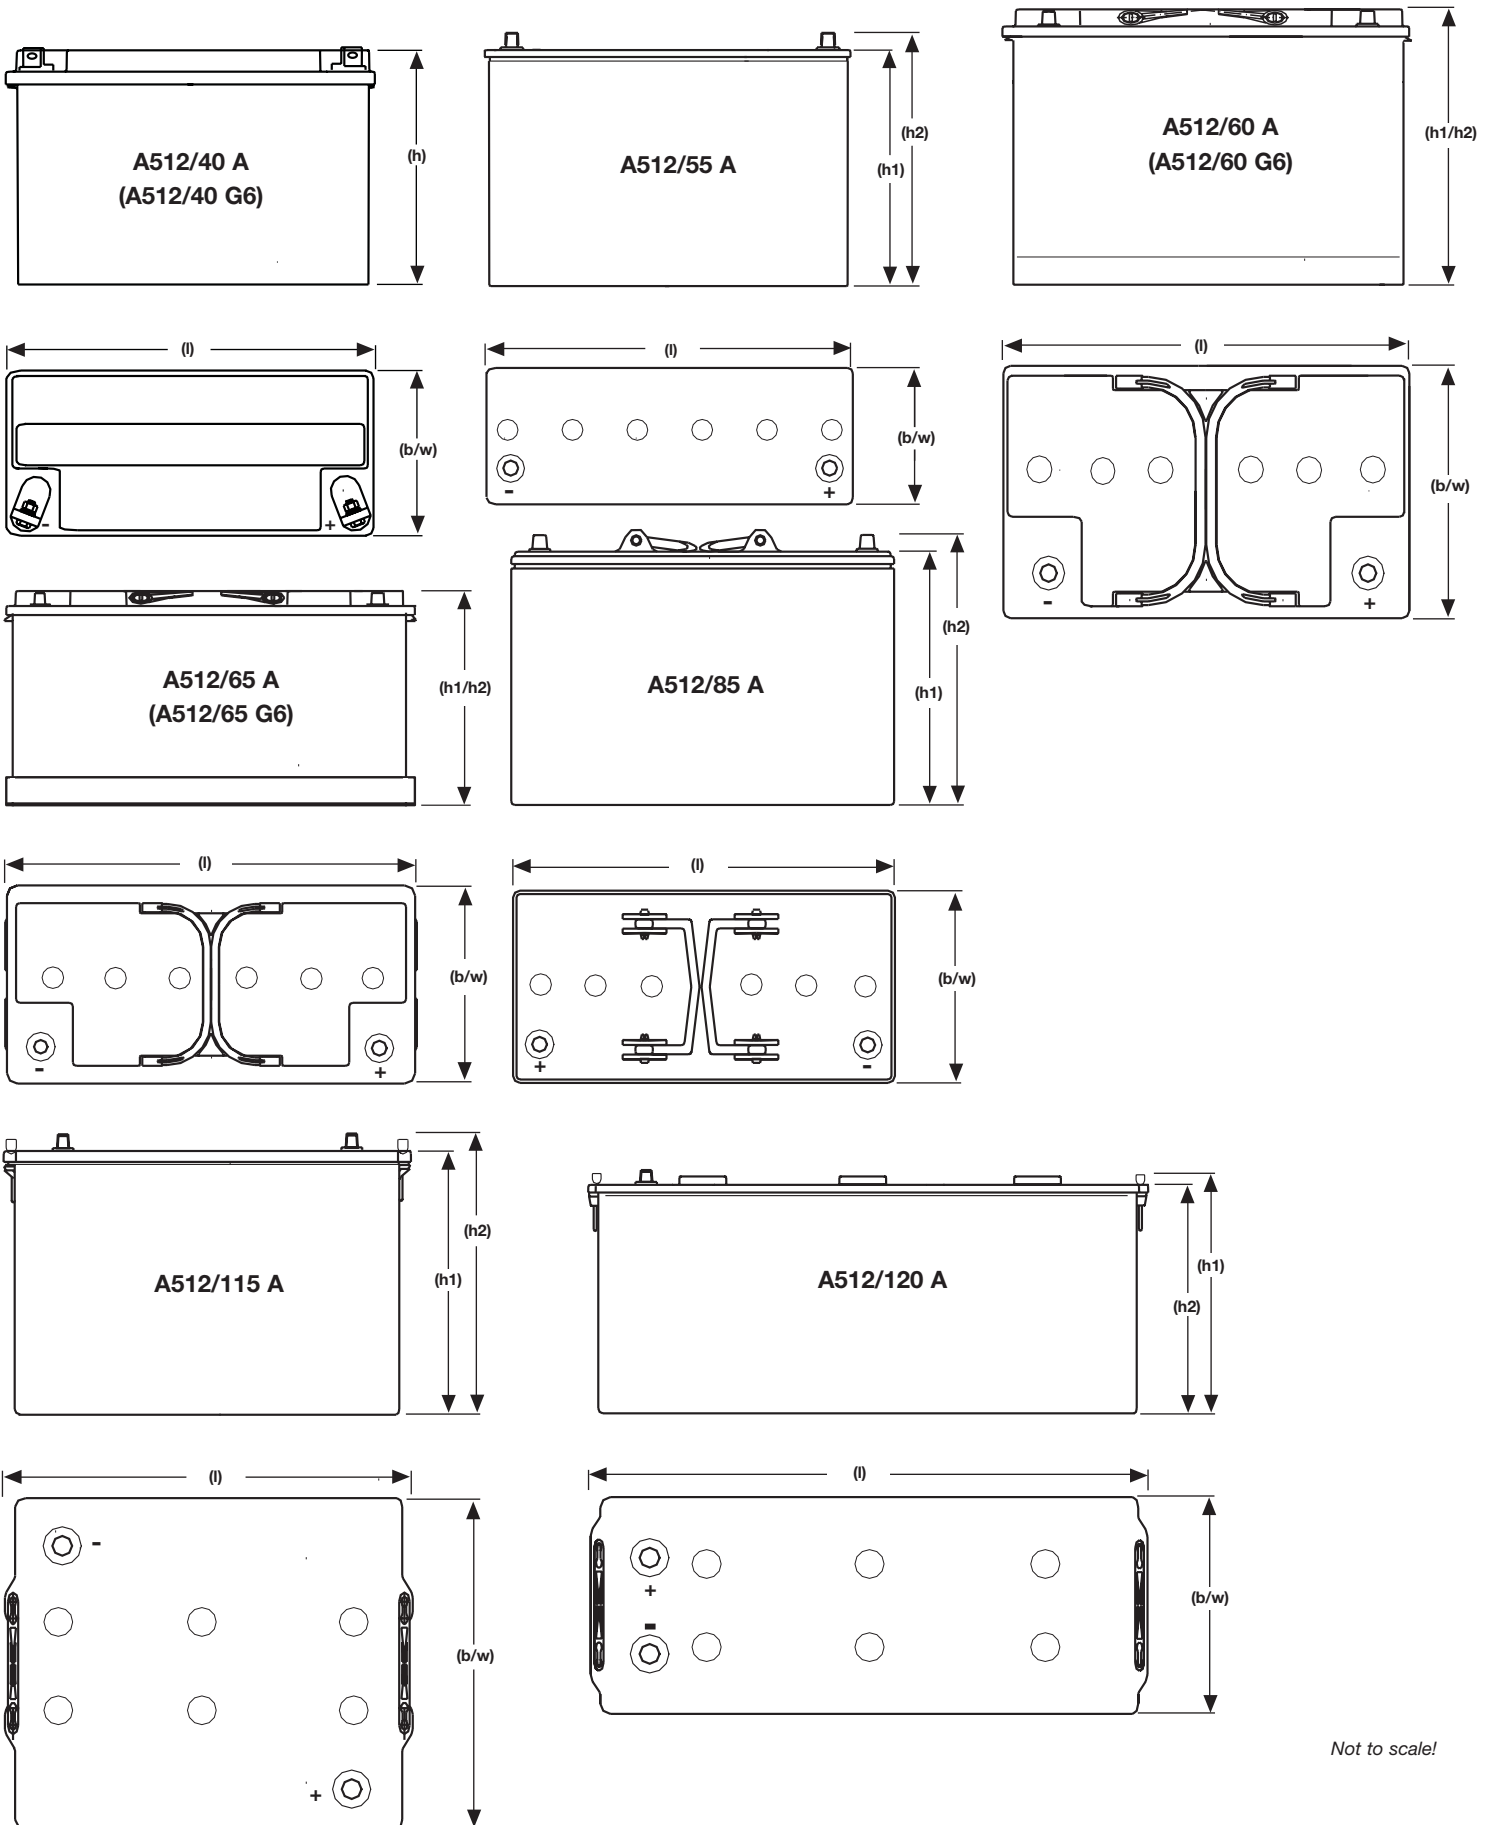 A512/40 A
(A512/40 G6)
(h)
A512/55 A
(h2)
(h1)
A512/60 A
(A512/60 G6)
(h1/h2)
(l)
(b/w)
-
+
(l)
(b/w)
-
+
(l)
(b/w)
-
+
A512/65 A
(A512/65 G6)
(h1/h2)
A512/85 A
(h2)
(h1)
(l)
(b/w)
-
+
(l)
(b/w)
+
-
A512/115 A
(h2)
(h1)
A512/120 A
(h1)
(h2)
(l)
-
(b/w)
+
(l)
+
-
(b/w)
Not to scale!